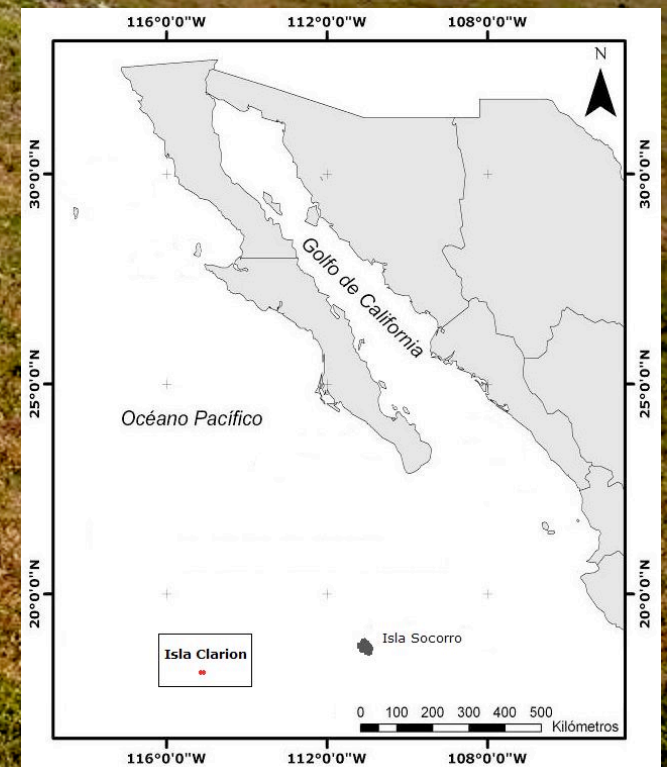 116°0'0"W 112°0'0"W 108°0'0"W
N
30°0'0"N 30°0'0"N
Golfo de California
25°0'0"N 25°0'0"N
Océano Pacífico
20°0'0"N 20°0'0"N
Isla Socorro
Isla Clarion
0 100 200 300 400 500
Kilómetros
116°0'0"W 112°0'0"W 108°0'0"W